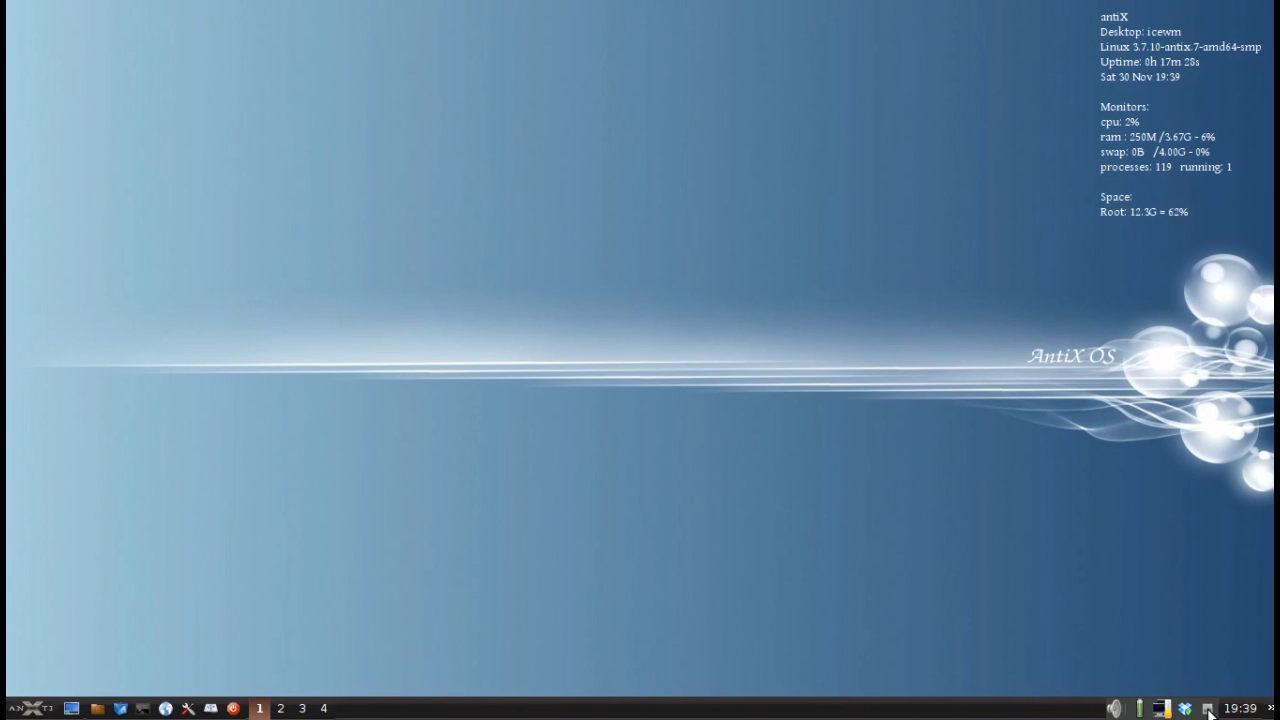 antiX
Desktop: icewm
Linux 3.7.10-antix.7-amd64-smp
Uptime: 0h 17m 28s
Sat 30 Nov 19:39
Monitors:
cpu: 2%
ram : 250M /3.67G - 6%
swap: 0B /4.00G - 0%
processes: 119 running: 1
Space:
Root: 12.3G = 62%
AntiX OS
ANXTI 1 2 3 4 19:39 »